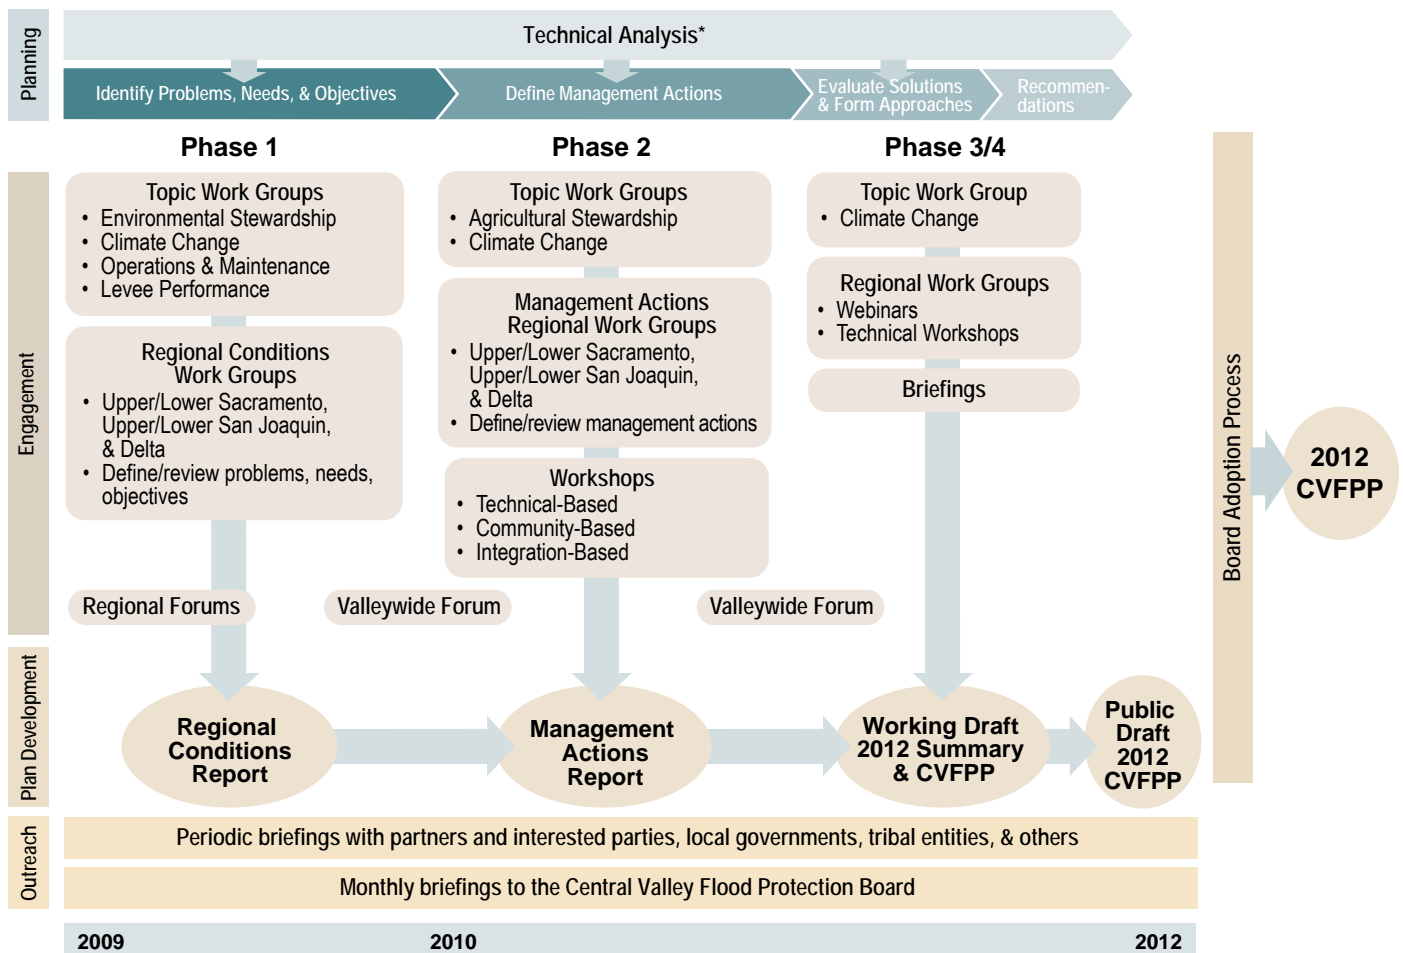 Planning
Technical Analysis*
Identify Problems, Needs, & Objectives
Define Management Actions
Evaluate Solutions
& Form Approaches
Recommen-
dations
Phase 1
Phase 2
Phase 3/4
Engagement
Topic Work Groups
• Environmental Stewardship
• Climate Change
• Operations & Maintenance
• Levee Performance
Regional Conditions
Work Groups
• Upper/Lower Sacramento,
Upper/Lower San Joaquin,
& Delta
• Define/review problems, needs,
objectives
Regional Forums
Topic Work Groups
• Agricultural Stewardship
• Climate Change
Management Actions
Regional Work Groups
• Upper/Lower Sacramento,
Upper/Lower San Joaquin,
& Delta
• Define/review management actions
Workshops
• Technical-Based
• Community-Based
• Integration-Based
Valleywide Forum
Topic Work Group
• Climate Change
Regional Work Groups
• Webinars
• Technical Workshops
Briefings
Valleywide Forum
Plan Development
Regional
Conditions
Report
Management
Actions
Report
Working Draft
2012 Summary
& CVFPP
Public
Draft
2012
CVFPP
Board Adoption Process
2012
CVFPP
Outreach
Periodic briefings with partners and interested parties, local governments, tribal entities, & others
Monthly briefings to the Central Valley Flood Protection Board
2009
2010
2012